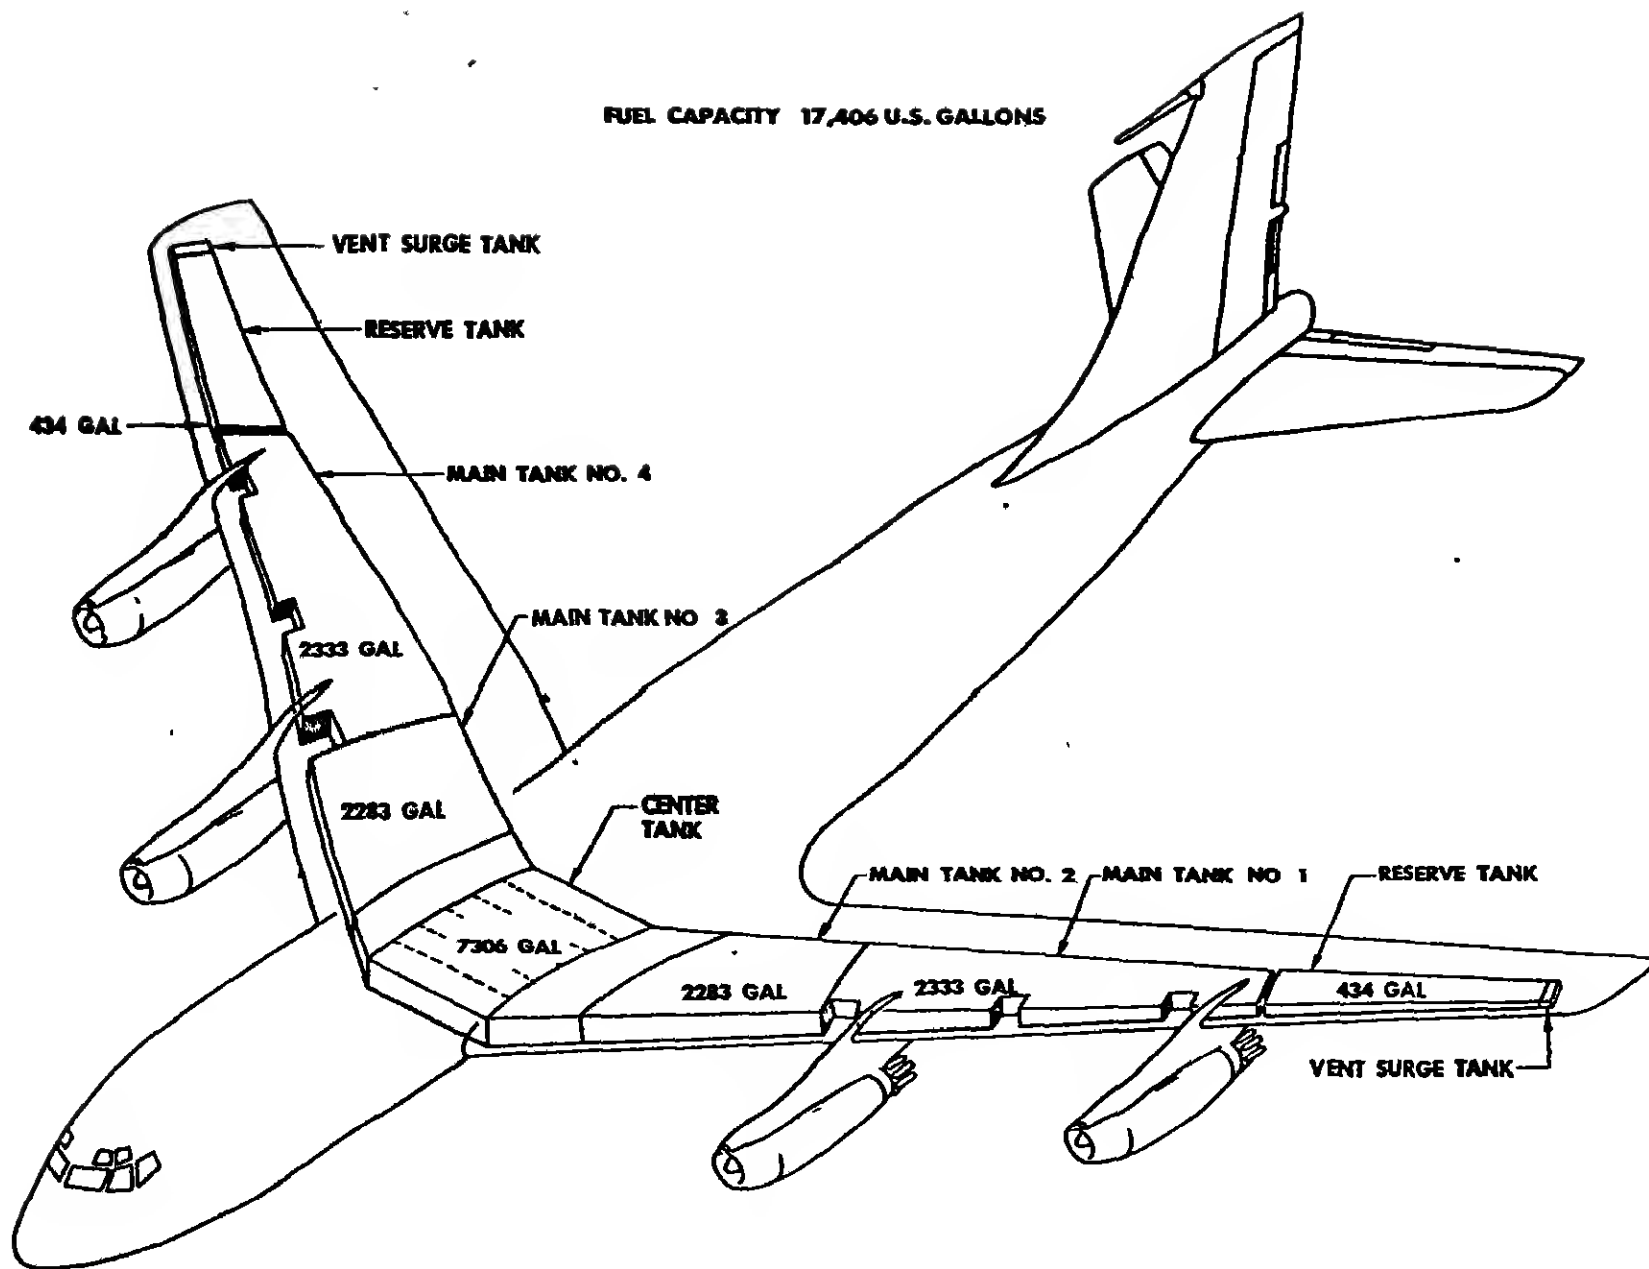 FUEL CAPACITY 17,406 U.S. GALLONS
VENT SURGE TANK
RESERVE TANK
434 GAL
MAIN TANK NO. 4
MAIN TANK NO 3
2333 GAL
2283 GAL
CENTER
TANK
7306 GAL
MAIN TANK NO. 2
MAIN TANK NO 1
RESERVE TANK
2283 GAL
2333 GAL
434 GAL
VENT SURGE TANK